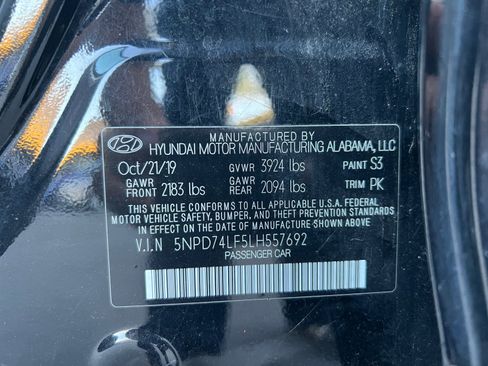 MANUFACTURED BY
HYUNDAI MOTOR MANUFACTURING ALABAMA, LLC
Oct/21/19 GVWR 3924 lbs PAINT S3
GAWR FRONT 2183 lbs GAWR REAR 2094 lbs TRIM PK
THIS VEHICLE CONFORMS TO ALL APPLICABLE U.S.A. FEDERAL
MOTOR VEHICLE SAFETY, BUMPER, AND THEFT PREVENTION STANDARDS
IN EFFECT ON THE DATE OF MANUFACTURE SHOWN ABOVE
V.I.N 5NPD74LF5LH557692
PASSENGER CAR